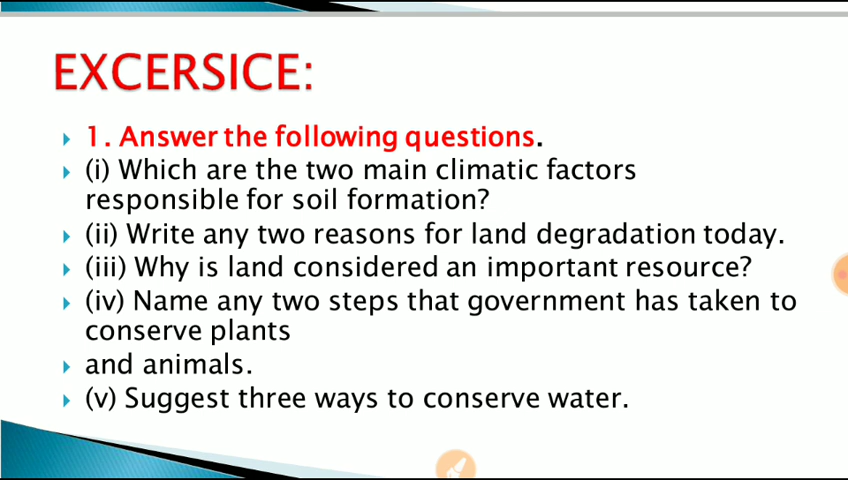 EXCERSICE:
1. Answer the following questions.
(i) Which are the two main climatic factors
responsible for soil formation?
(ii) Write any two reasons for land degradation today.
(iii) Why is land considered an important resource?
(iv) Name any two steps that government has taken to
conserve plants
and animals.
(v) Suggest three ways to conserve water.